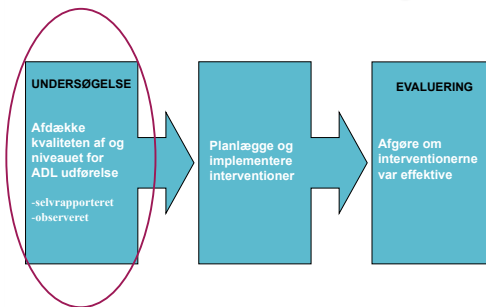 UNDERSØGELSE
Afdække
kvaliteten af og
niveauet for
ADL udførelse
-selvrapporteret
-observeret
Planlægge og
implementere
interventioner
EVALUERING
Afgøre om
interventionerne
var effektive